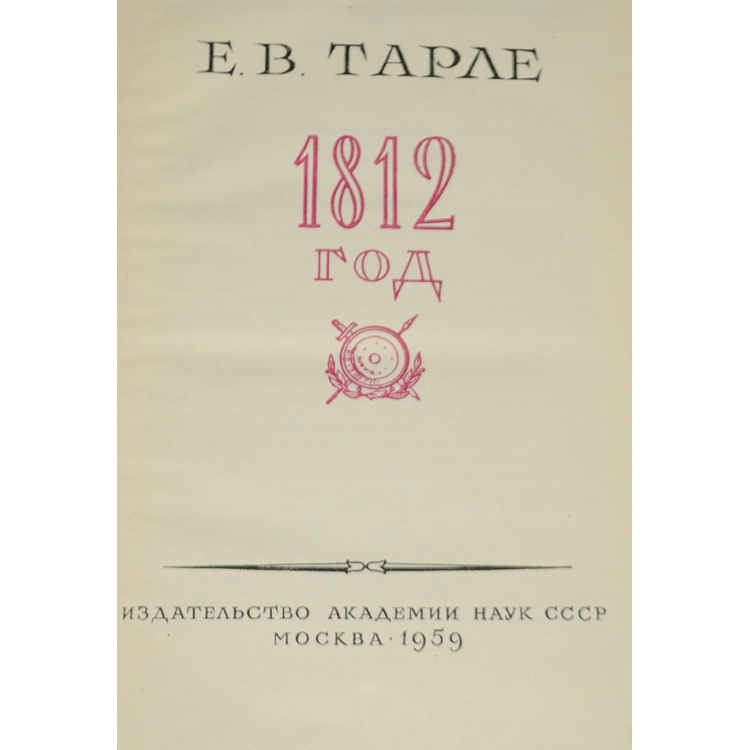 Е. В. ТАРЛЕ
1812
ГОД
ИЗДАТЕЛЬСТВО АКАДЕМИИ НАУК СССР
МОСКВА · 1959